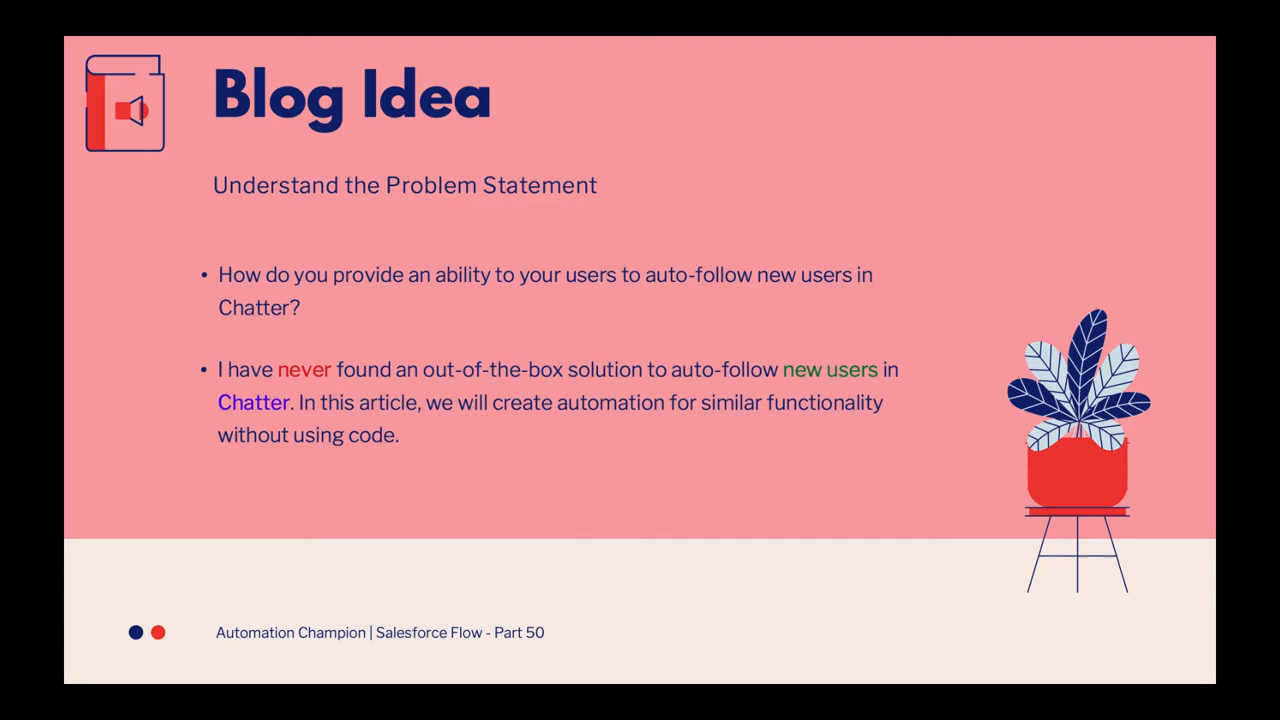 Blog Idea
Understand the Problem Statement
• How do you provide an ability to your users to auto-follow new users in
Chatter?
• I have never found an out-of-the-box solution to auto-follow new users in
Chatter. In this article, we will create automation for similar functionality
without using code.
Automation Champion | Salesforce Flow - Part 50